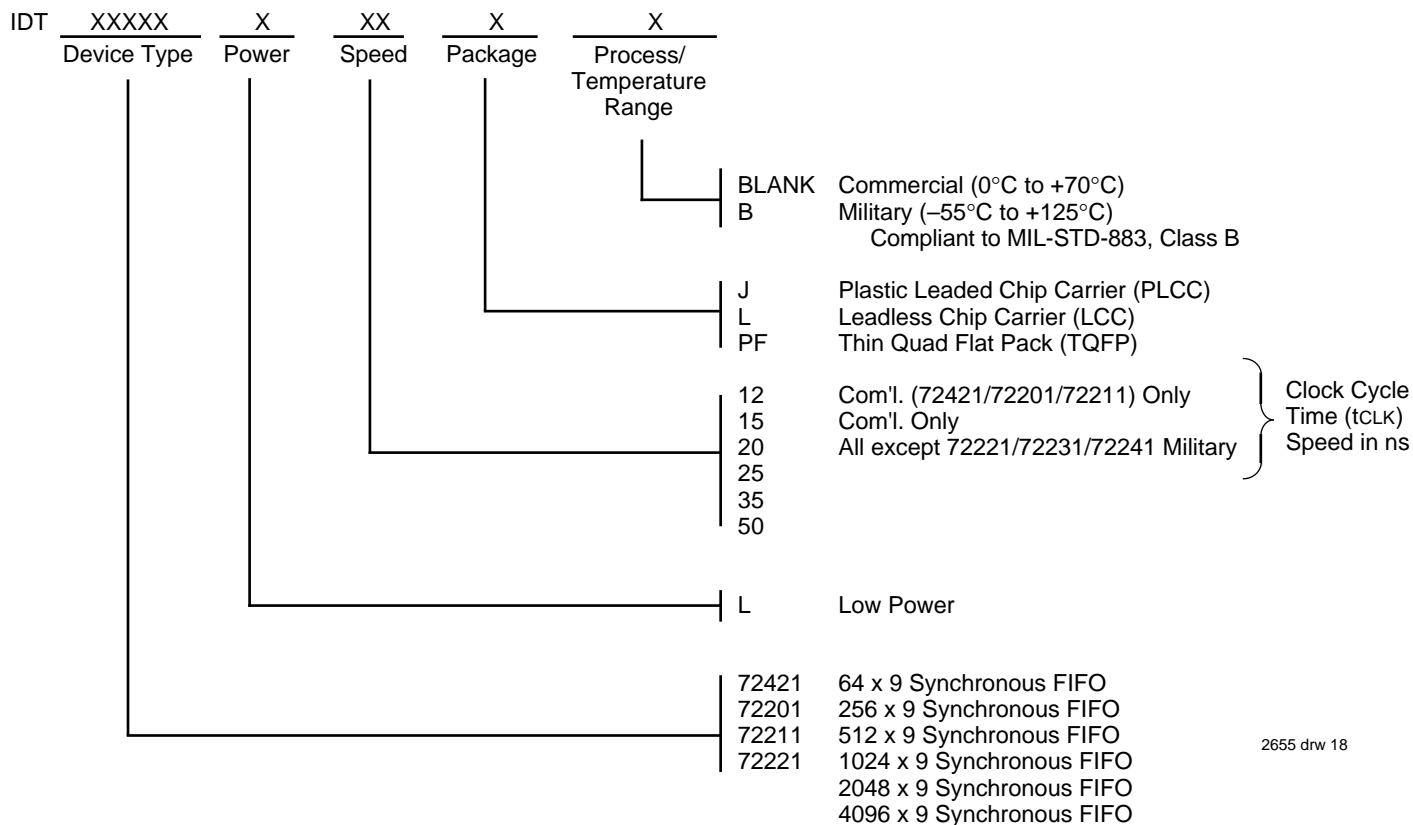 IDT XXXXX X XX X X
Device Type Power Speed Package Process/
Temperature
Range
BLANK Commercial (0°C to +70°C)
B Military (–55°C to +125°C)
Compliant to MIL-STD-883, Class B
J Plastic Leaded Chip Carrier (PLCC)
L Leadless Chip Carrier (LCC)
PF Thin Quad Flat Pack (TQFP)
12 Com'l. (72421/72201/72211) Only
15 Com'l. Only
20 All except 72221/72231/72241 Military
25
35
50
Clock Cycle
Time (tCLK)
Speed in ns
L Low Power
72421 64 x 9 Synchronous FIFO
72201 256 x 9 Synchronous FIFO
72211 512 x 9 Synchronous FIFO
72221 1024 x 9 Synchronous FIFO
2048 x 9 Synchronous FIFO
4096 x 9 Synchronous FIFO
2655 drw 18